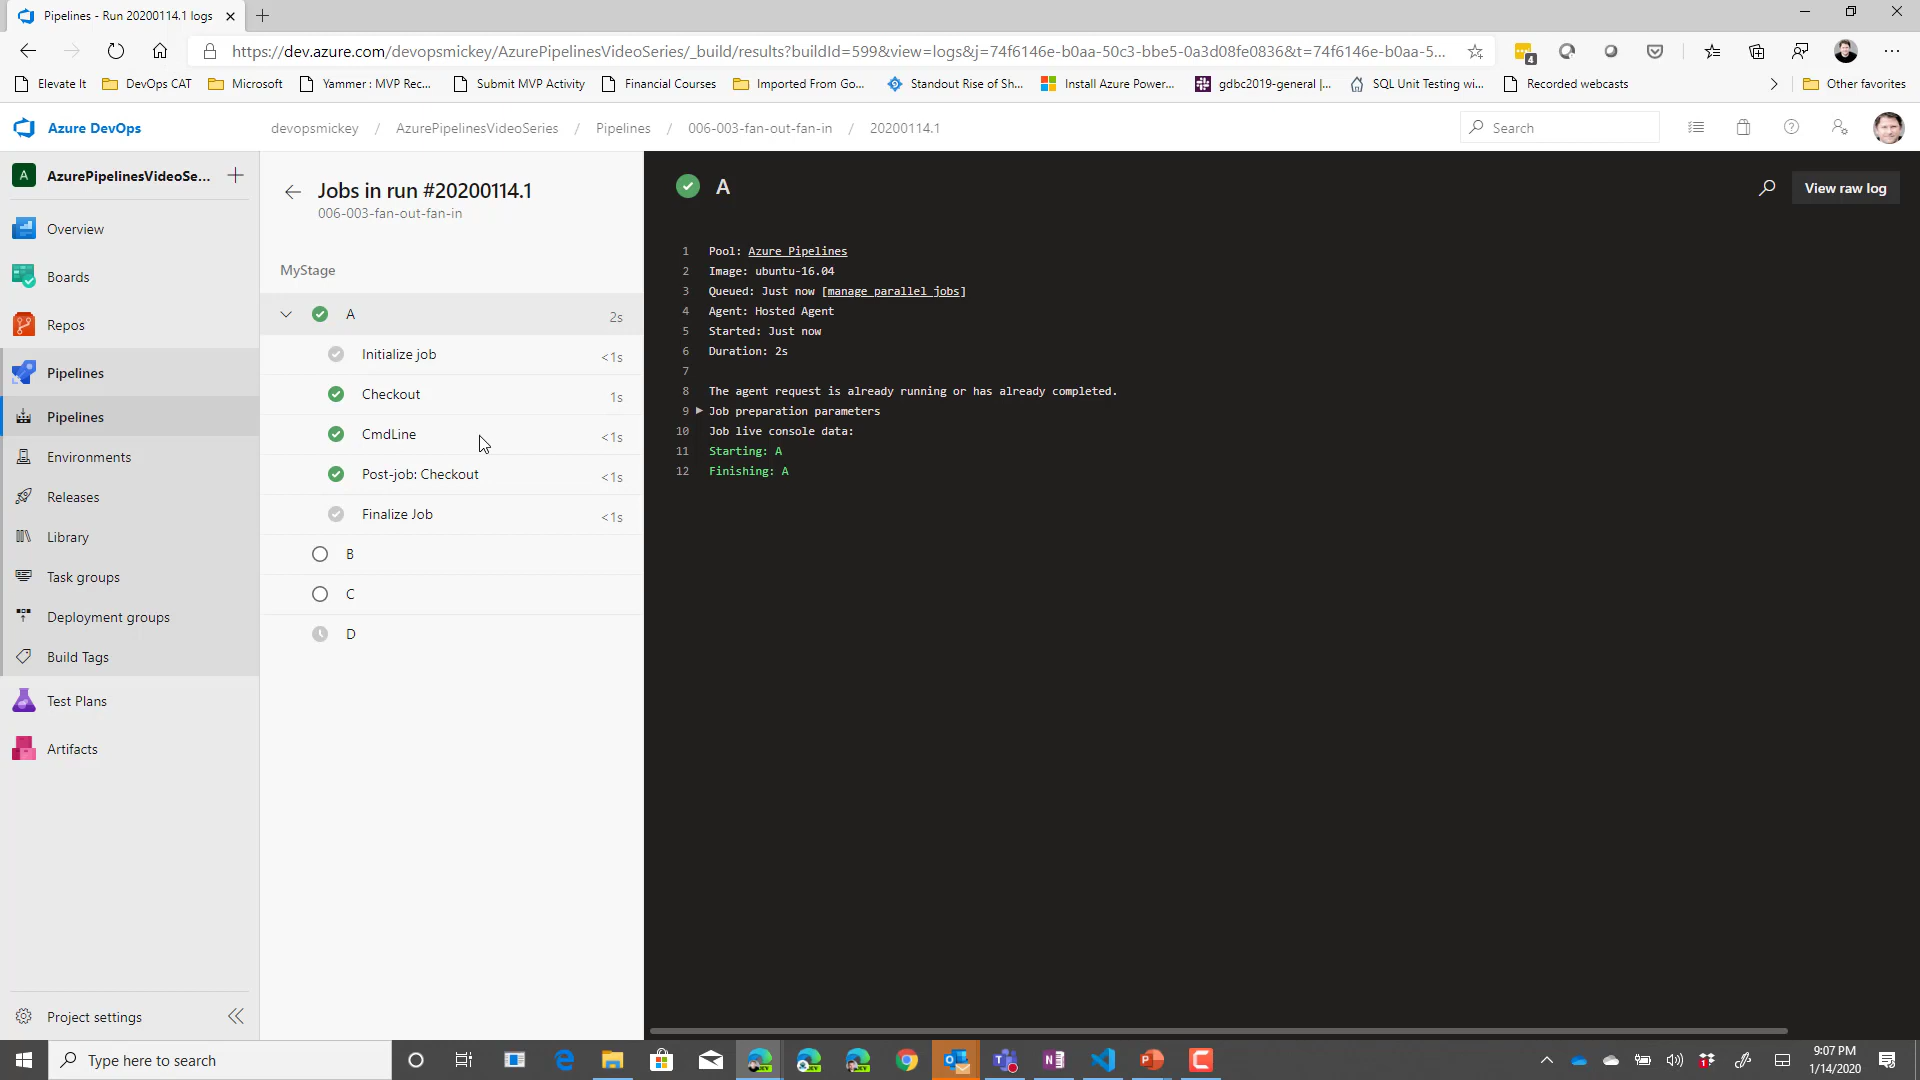 Pipelines - Run 20200114.1 logs
https://dev.azure.com/devopsmickey/AzurePipelinesVideoSeries/_build/results?buildId=599&view=logs&j=74f6146e-b0aa-50c3-bbe5-0a3d08fe0836&t=74f6146e-b0aa-5...
4
Elevate It
DevOps CAT
Microsoft
Yammer : MVP Rec...
Submit MVP Activity
Financial Courses
Imported From Go...
Standout Rise of Sh...
Install Azure Power...
gdbc2019-general |...
SQL Unit Testing wi...
Recorded webcasts
Other favorites
Azure DevOps
devopsmickey / AzurePipelinesVideoSeries / Pipelines / 006-003-fan-out-fan-in / 20200114.1
Search
A AzurePipelinesVideoSe...
Overview
Boards
Repos
Pipelines
Pipelines
Environments
Releases
Library
Task groups
Deployment groups
Build Tags
Test Plans
Artifacts
Project settings
Jobs in run #20200114.1
006-003-fan-out-fan-in
MyStage
A 2s
Initialize job <1s
Checkout 1s
CmdLine <1s
Post-job: Checkout <1s
Finalize Job <1s
B
C
D
A
View raw log
1 Pool: Azure Pipelines
2 Image: ubuntu-16.04
3 Queued: Just now [manage parallel jobs]
4 Agent: Hosted Agent
5 Started: Just now
6 Duration: 2s
7
8 The agent request is already running or has already completed.
9 Job preparation parameters
10 Job live console data:
11 Starting: A
12 Finishing: A
Type here to search
9:07 PM
1/14/2020